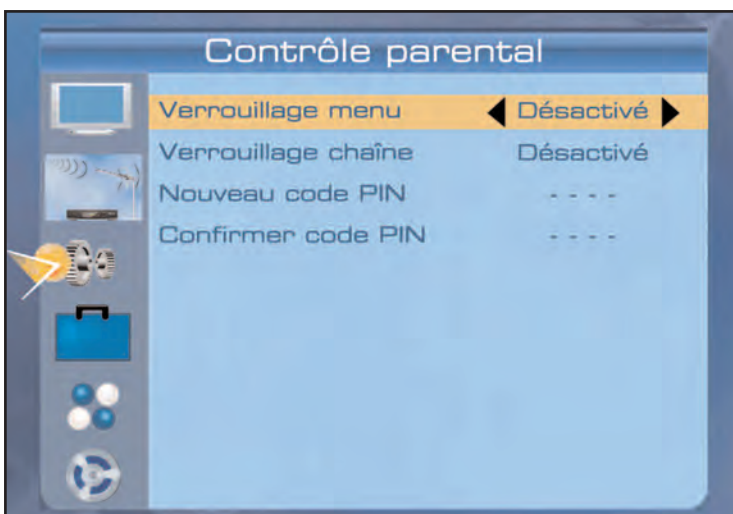 Contrôle parental
Verrouillage menu Désactivé
Verrouillage chaîne Désactivé
Nouveau code PIN - - - -
Confirmer code PIN - - - -